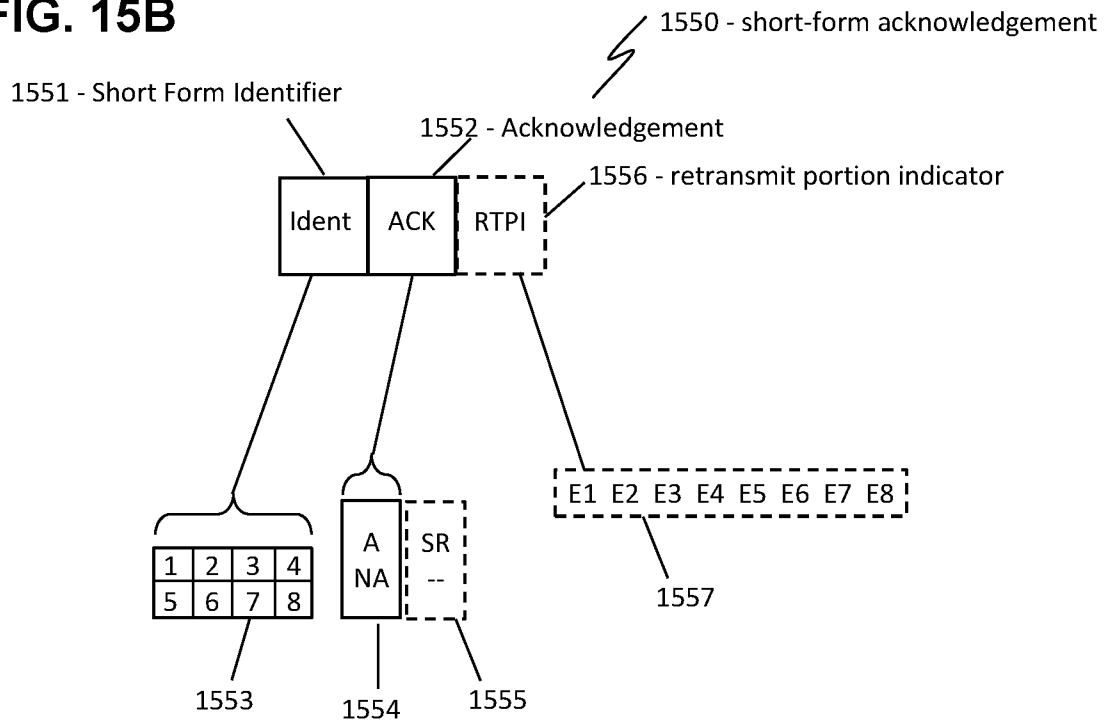 FIG. 15B
1550 - short-form acknowledgement
1551 - Short Form Identifier
1552 - Acknowledgement
1556 - retransmit portion indicator
Ident ACK RTPI
E1 E2 E3 E4 E5 E6 E7 E8
A SR
NA --
1 2 3 4
5 6 7 8
1557
1553
1554
1555